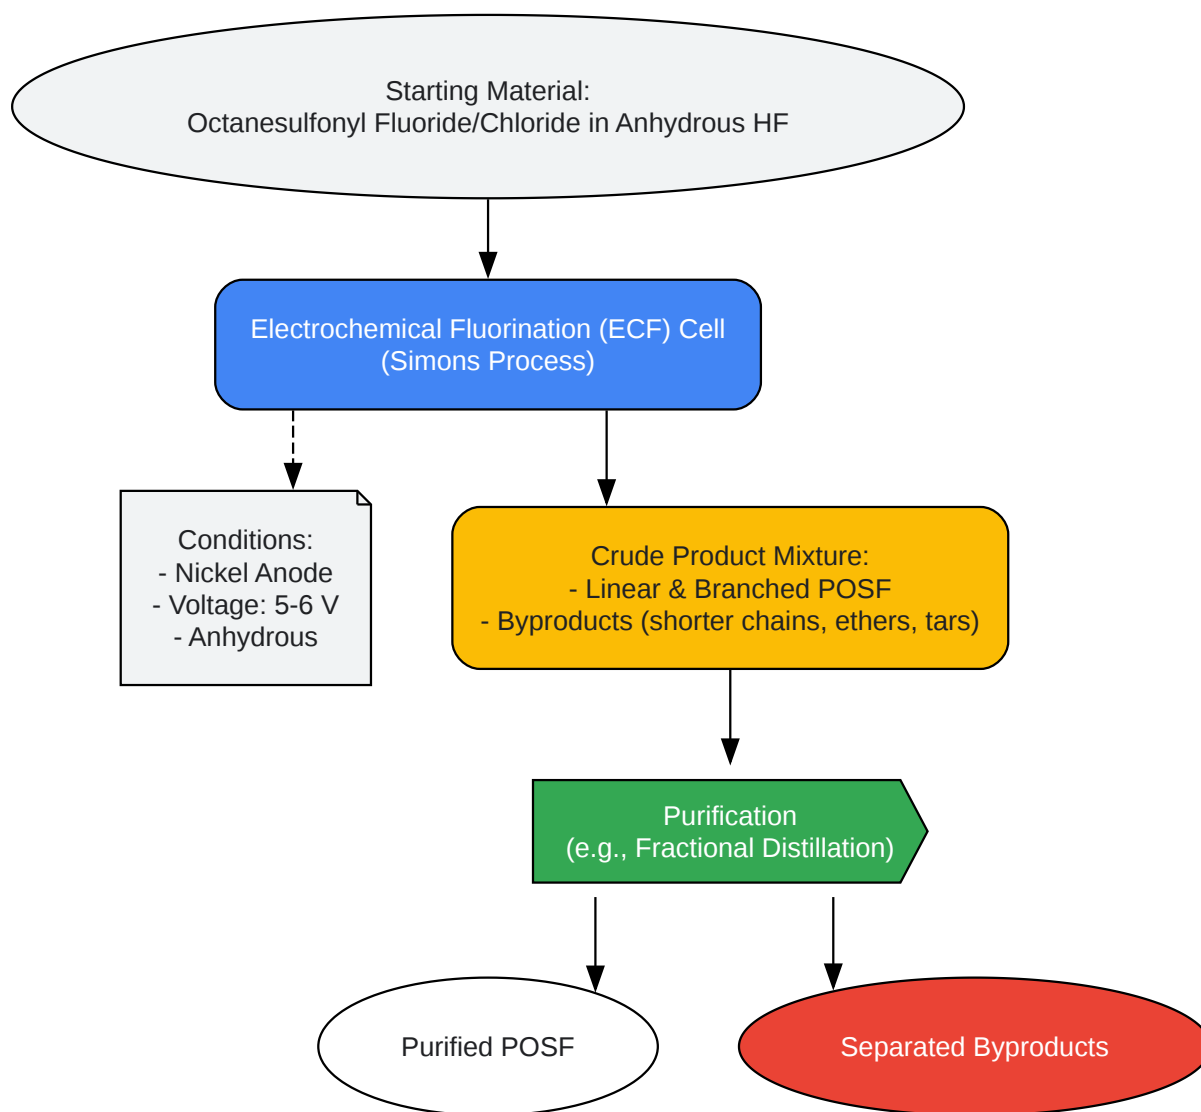 Starting Material:
Octanesulfonyl Fluoride/Chloride in Anhydrous HF
Electrochemical Fluorination (ECF) Cell
(Simons Process)
Conditions:
- Nickel Anode
- Voltage: 5-6 V
- Anhydrous
Crude Product Mixture:
- Linear & Branched POSF
- Byproducts (shorter chains, ethers, tars)
Purification
(e.g., Fractional Distillation)
Purified POSF
Separated Byproducts